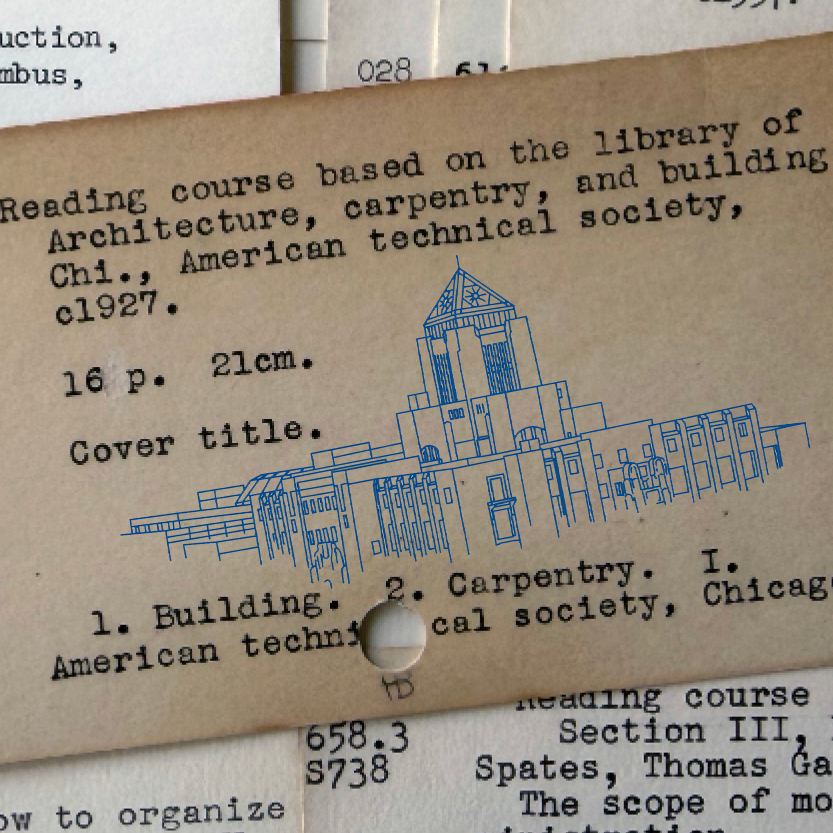 uction,
mbus,
028
Reading course based on the library of
Architecture, carpentry, and building
Chi., American technical society,
c1927.
16 p. 21cm.
Cover title.
1. Building. 2. Carpentry. I.
American techni cal society, Chicag
Reading course
658.3 Section III,
S738 Spates, Thomas Ga
ow to organize The scope of mo